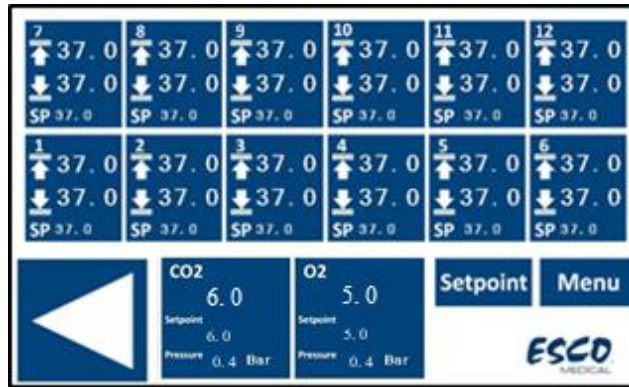 7 8 9 10 11 12
37.0 37.0 37.0 37.0 37.0 37.0
37.0 37.0 37.0 37.0 37.0 37.0
SP 37.0 SP 37.0 SP 37.0 SP 37.0 SP 37.0 SP 37.0
1 2 3 4 5 6
37.0 37.0 37.0 37.0 37.0 37.0
37.0 37.0 37.0 37.0 37.0 37.0
SP 37.0 SP 37.0 SP 37.0 SP 37.0 SP 37.0 SP 37.0
CO2 O2 Setpoint Menu
6.0 5.0
Setpoint Setpoint
6.0 5.0
Pressure 0.4 Bar Pressure 0.4 Bar
ESCO
MEDICAL